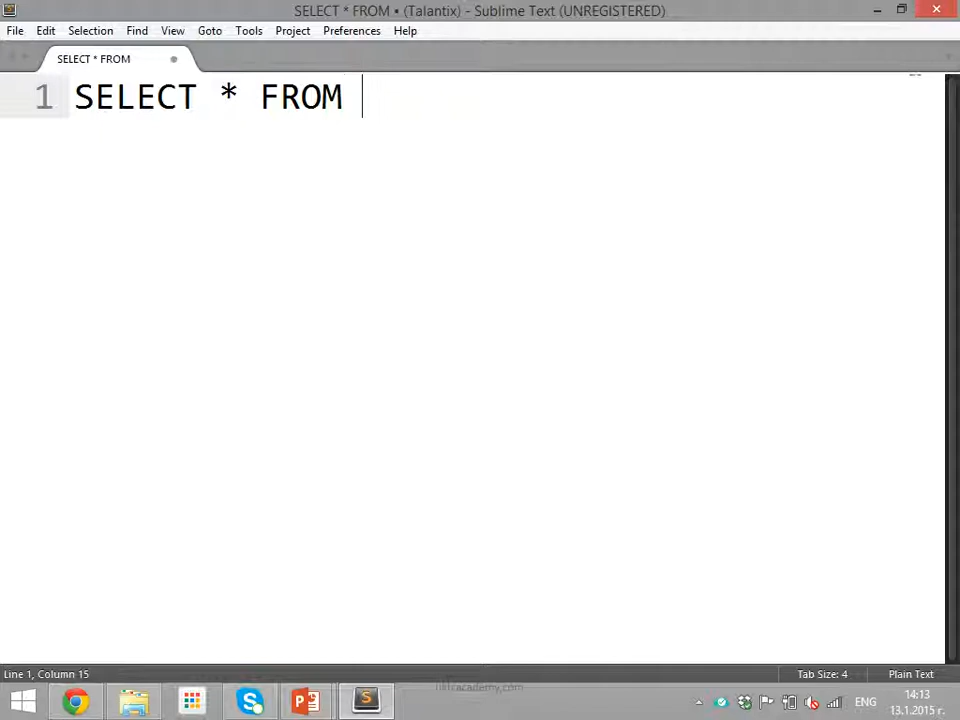 SELECT * FROM • (Talantix) - Sublime Text (UNREGISTERED)
File Edit Selection Find View Goto Tools Project Preferences Help
SELECT * FROM
1 SELECT * FROM
Line 1, Column 15 Tab Size: 4 Plain Text
ENG
14:13
13.1.2015 г.